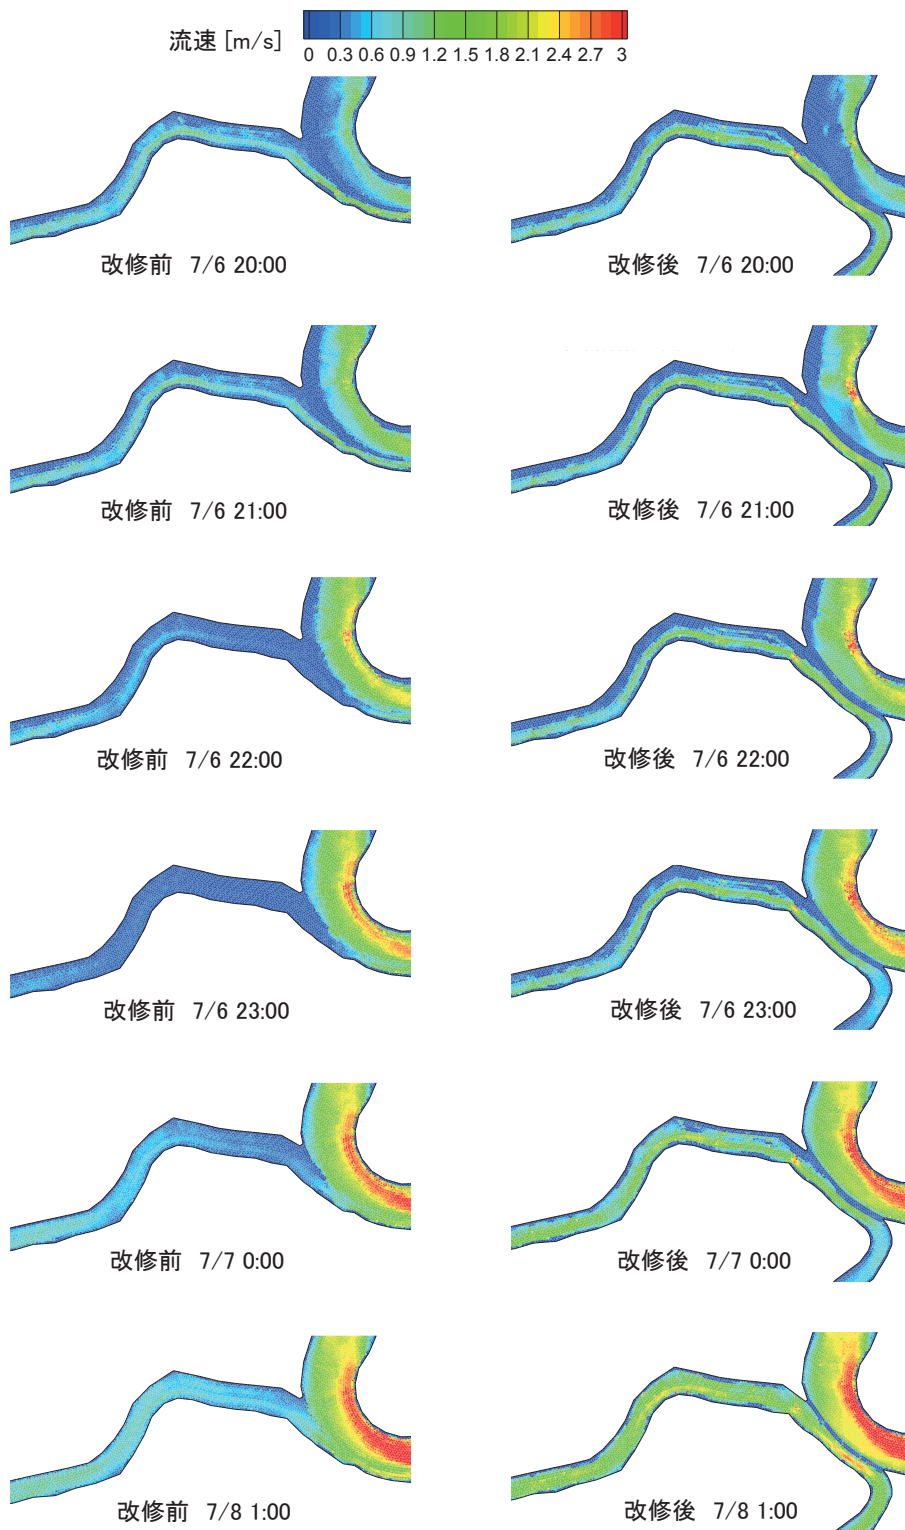 流速 [m/s]
0 0.3 0.6 0.9 1.2 1.5 1.8 2.1 2.4 2.7 3
改修前 7/6 20:00
改修後 7/6 20:00
改修前 7/6 21:00
改修後 7/6 21:00
改修前 7/6 22:00
改修後 7/6 22:00
改修前 7/6 23:00
改修後 7/6 23:00
改修前 7/7 0:00
改修後 7/7 0:00
改修前 7/8 1:00
改修後 7/8 1:00